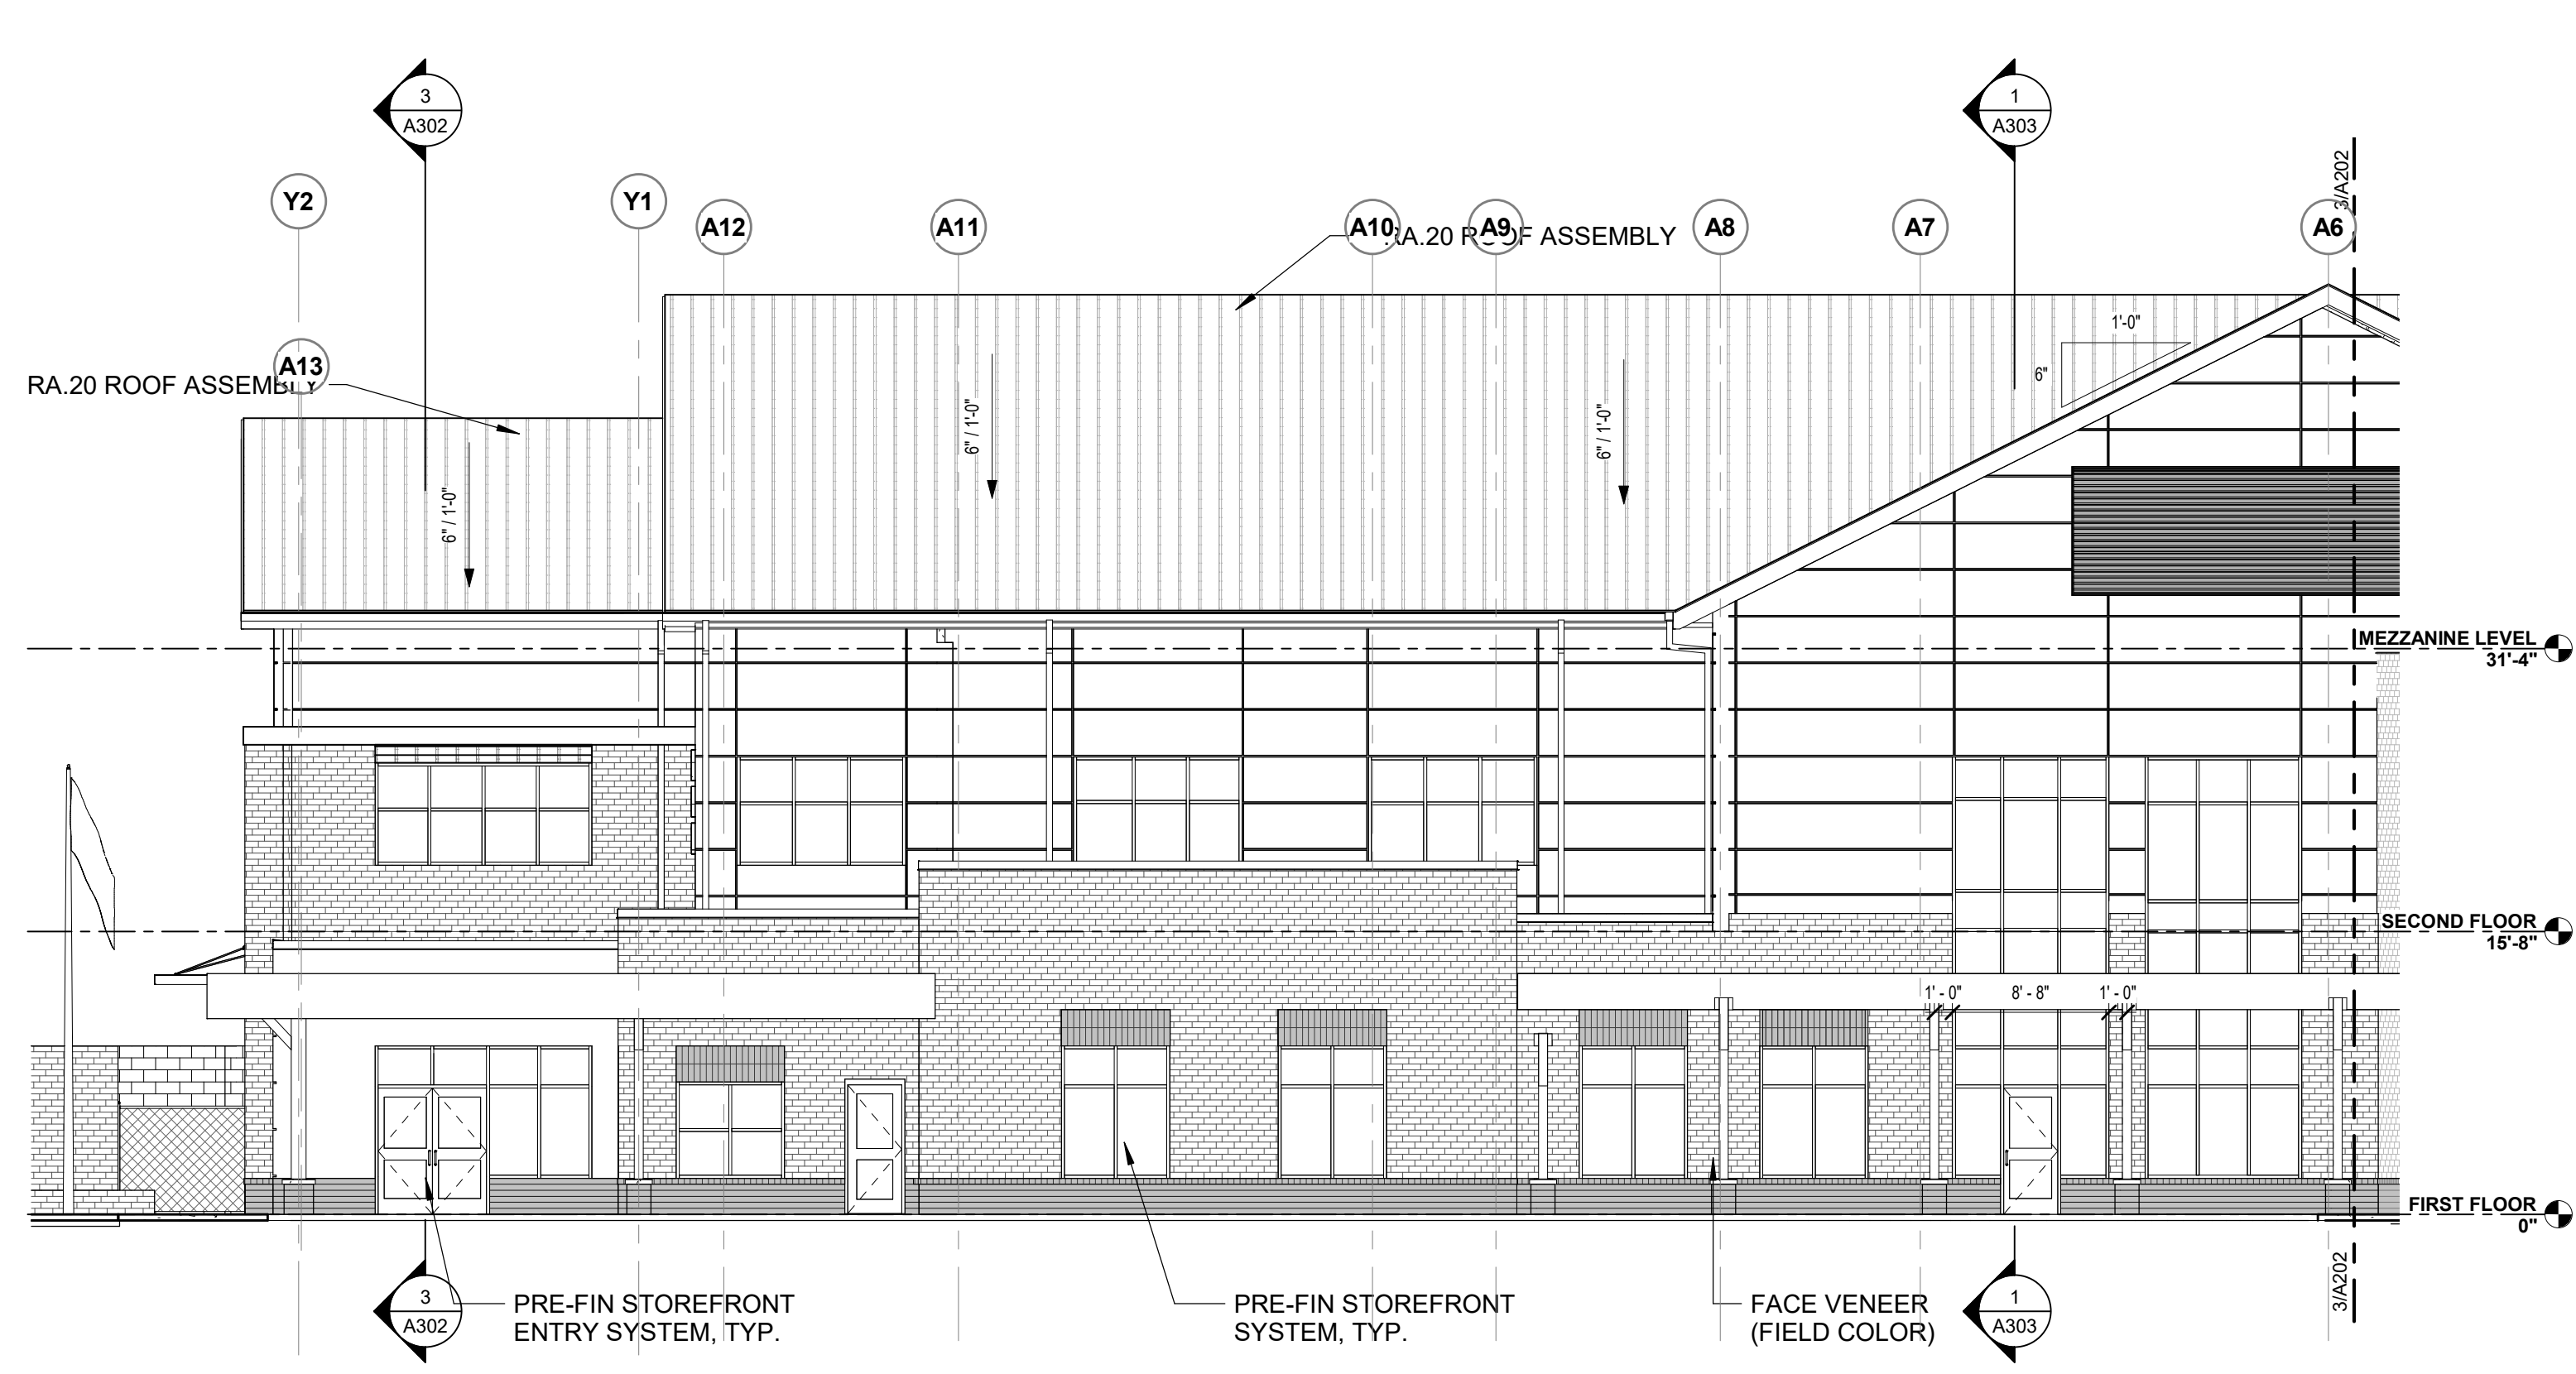 3
A302
1
A303
3/A202
Y2
Y1
A12
A11
A10
A9
A8
A7
A6
RA.20 ROOF ASSEMBLY
1'-0"
6"
A13
RA.20 ROOF ASSEMBLY
6" / 1'-0"
6" / 1'-0"
6" / 1'-0"
MEZZANINE LEVEL
31'-4"
SECOND FLOOR
15'-8"
1' - 0"
8' - 8"
1' - 0"
FIRST FLOOR
0"
3
A302
PRE-FIN STOREFRONT
ENTRY SYSTEM, TYP.
PRE-FIN STOREFRONT
SYSTEM, TYP.
FACE VENEER
(FIELD COLOR)
1
A303
3/A202